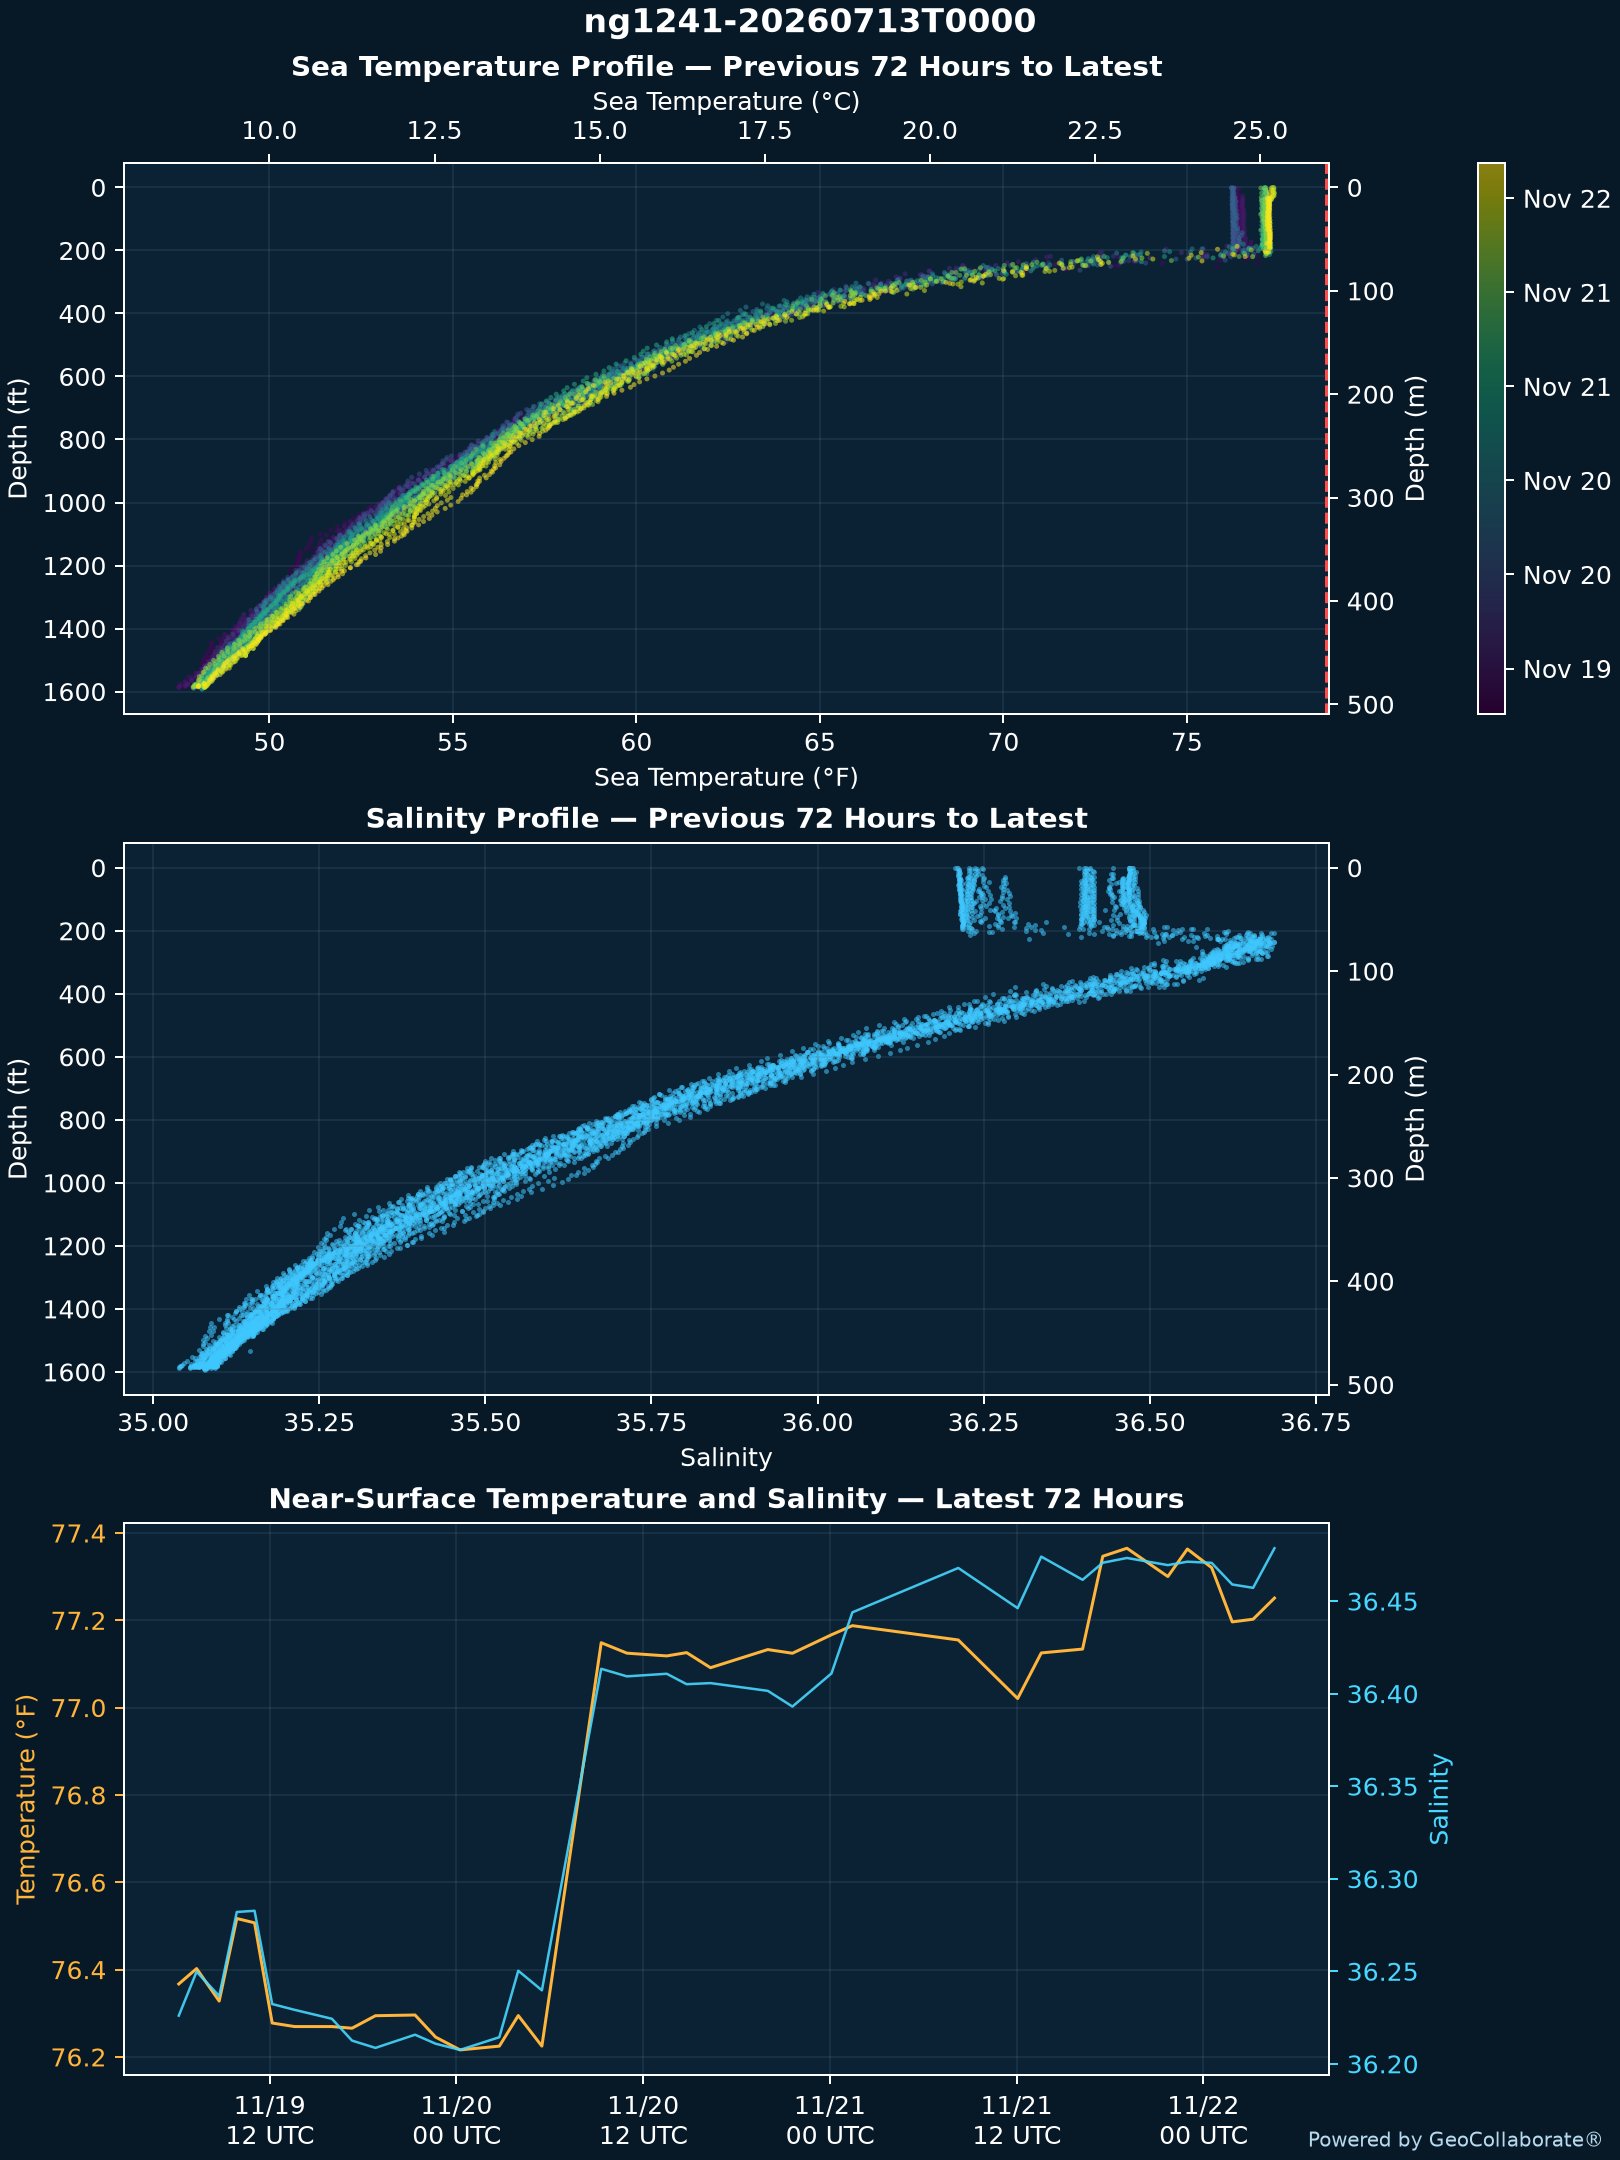 ng1241-20260713T0000
Sea Temperature Profile — Previous 72 Hours to Latest
Sea Temperature (°C)
10.0 12.5 15.0 17.5 20.0 22.5 25.0
Depth (ft)
0
200
400
600
800
1000
1200
1400
1600
0
100
200
300
400
500
Depth (m)
Nov 22
Nov 21
Nov 21
Nov 20
Nov 20
Nov 19
50 55 60 65 70 75
Sea Temperature (°F)
Salinity Profile — Previous 72 Hours to Latest
Depth (ft)
0
200
400
600
800
1000
1200
1400
1600
0
100
200
300
400
500
Depth (m)
35.00 35.25 35.50 35.75 36.00 36.25 36.50 36.75
Salinity
Near-Surface Temperature and Salinity — Latest 72 Hours
Temperature (°F)
77.4
77.2
77.0
76.8
76.6
76.4
76.2
36.45
36.40
36.35
36.30
36.25
36.20
Salinity
11/19 11/20 11/20 11/21 11/21 11/22
12 UTC 00 UTC 12 UTC 00 UTC 12 UTC 00 UTC
Powered by GeoCollaborate®